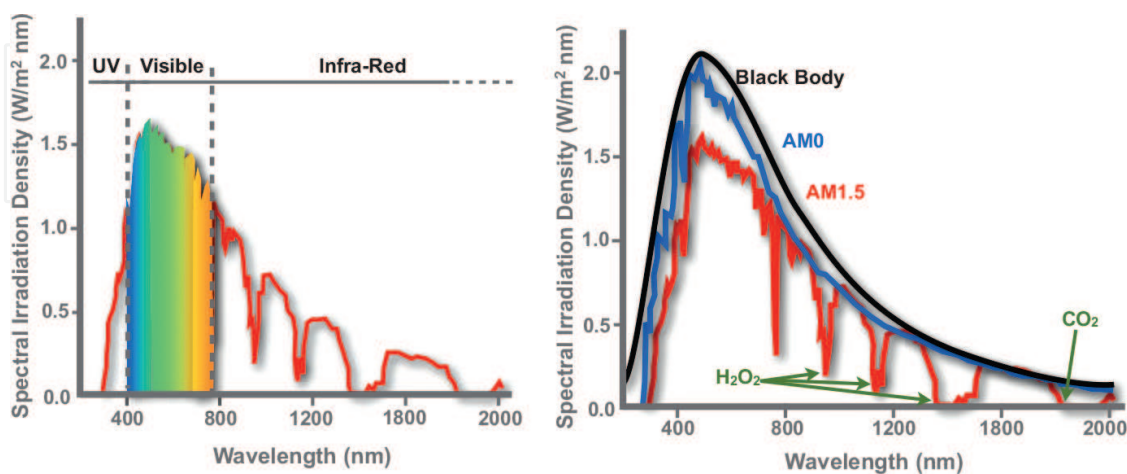 UV Visible Infra-Red
Spectral Irradiation Density (W/m² nm)
2.0
1.5
1.0
0.5
0.0
400 800 1200 1600 2000
Wavelength (nm)
Black Body
AM0
AM1.5
CO₂
H₂O₂
Spectral Irradiation Density (W/m² nm)
2.0
1.5
1.0
0.5
0.0
400 800 1200 1800 2000
Wavelength (nm)